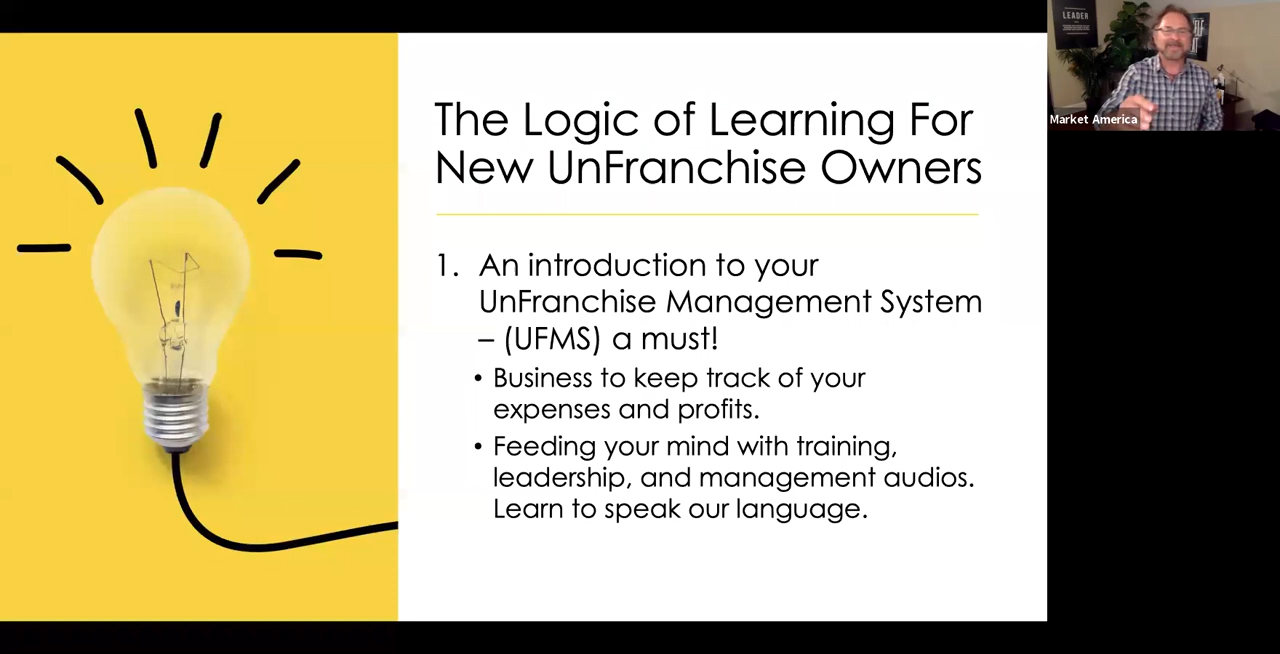 The Logic of Learning For
New UnFranchise Owners
1. An introduction to your
UnFranchise Management System
– (UFMS) a must!
• Business to keep track of your
expenses and profits.
• Feeding your mind with training,
leadership, and management audios.
Learn to speak our language.
LEADER
Market America